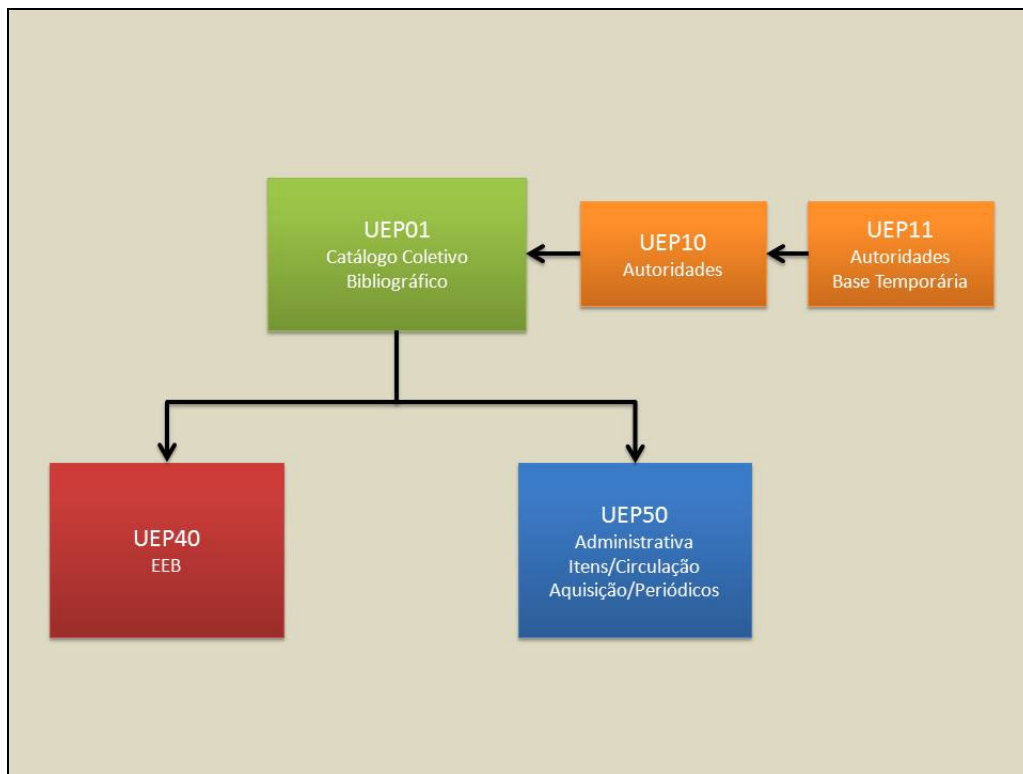 UEP01
Catálogo Coletivo
Bibliográfico
UEP10
Autoridades
UEP11
Autoridades
Base Temporária
UEP40
EEB
UEP50
Administrativa
Itens/Circulação
Aquisição/Periódicos